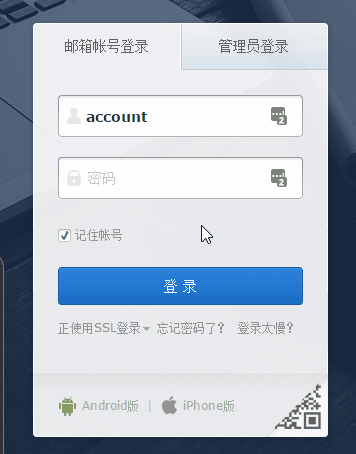 邮箱帐号登录 管理员登录
account 2
密码 2
记住帐号
登 录
正使用SSL登录 忘记密码了？ 登录太慢？
Android版 | iPhone版